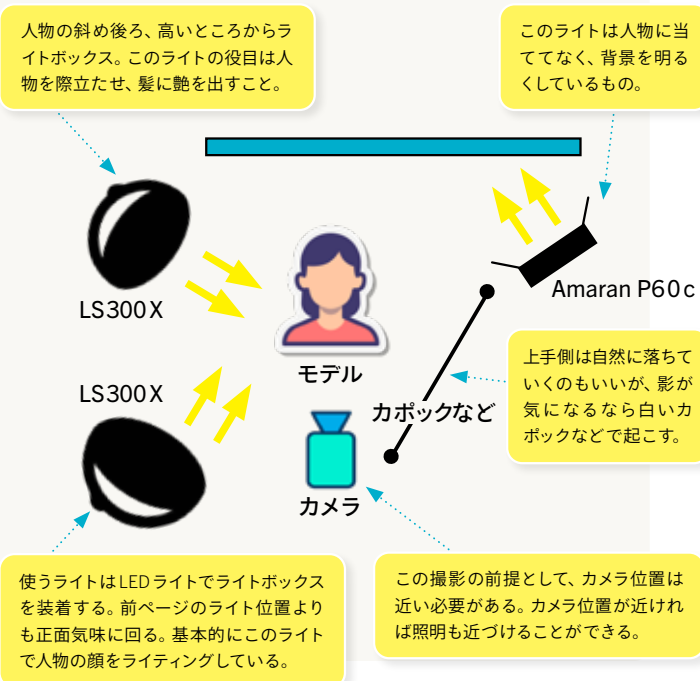 人物の斜め後ろ、高いところからラ
イトボックス。このライトの役目は人
物を際立たせ、髪に艶を出すこと。
このライトは人物に当
ててなく、背景を明る
くしているもの。
LS300X
Amaran P60c
モデル
LS300X
カポックなど
上手側は自然に落ちて
いくのもいいが、影が
気になるなら白いカ
ポックなどで起こす。
カメラ
使うライトはLEDライトでライトボックス
を装着する。前ページのライト位置より
も正面気味に回る。基本的にこのライト
で人物の顔をライティングしている。
この撮影の前提として、カメラ位置は
近い必要がある。カメラ位置が近けれ
ば照明も近づけることができる。